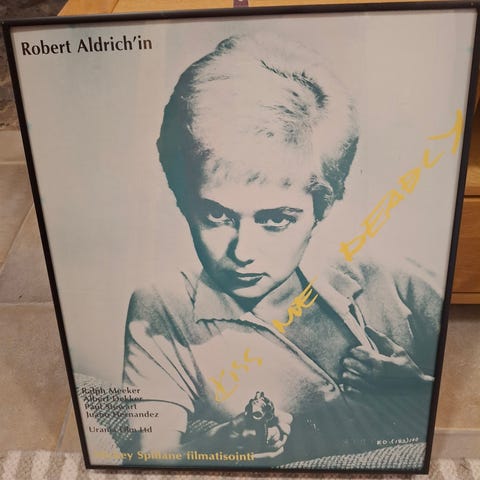 Robert Aldrich'in
KISS ME DEADLY
Ralph Meeker
Albert Dekker
Paul Stewart
Juano Hernandez
Urania Film Ltd
Mickey Spillane filmatisointi